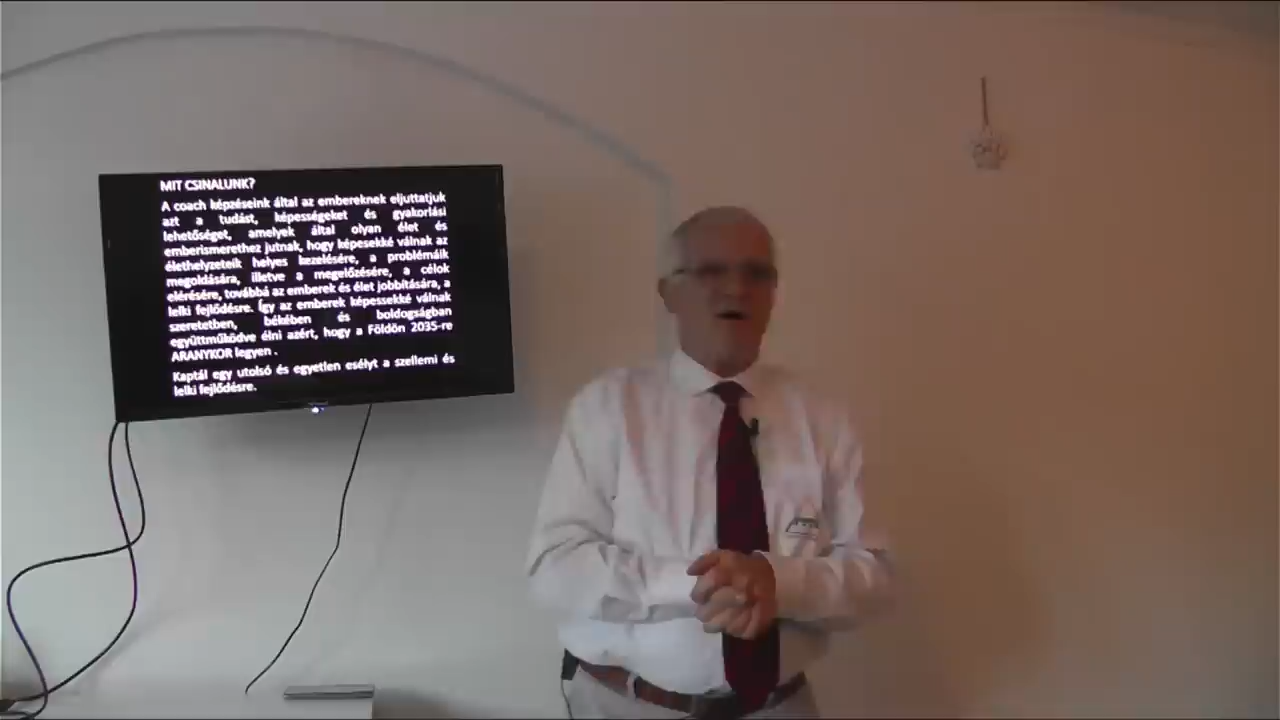 MIT CSINALUNK?
A coach képzéseink által az embereknek eljuttatjuk
azt a tudást, képességeket és gyakorlási
lehetőséget, amelyek által olyan élet és
emberismerethez jutnak, hogy képesekké válnak az
élethelyzeteik helyes kezelésére, a problémáik
megoldására, illetve a megelőzésére, a célok
elérésére, továbbá az emberek és élet jobbítására, a
lelki fejlődésre. Így az emberek képessekké válnak
szeretetben, békében és boldogságban
együttműködve élni azért, hogy a Földön 2035-re
ARANYKOR legyen .
Kaptál egy utolsó és egyetlen esélyt a szellemi és
lelki fejlődésre.